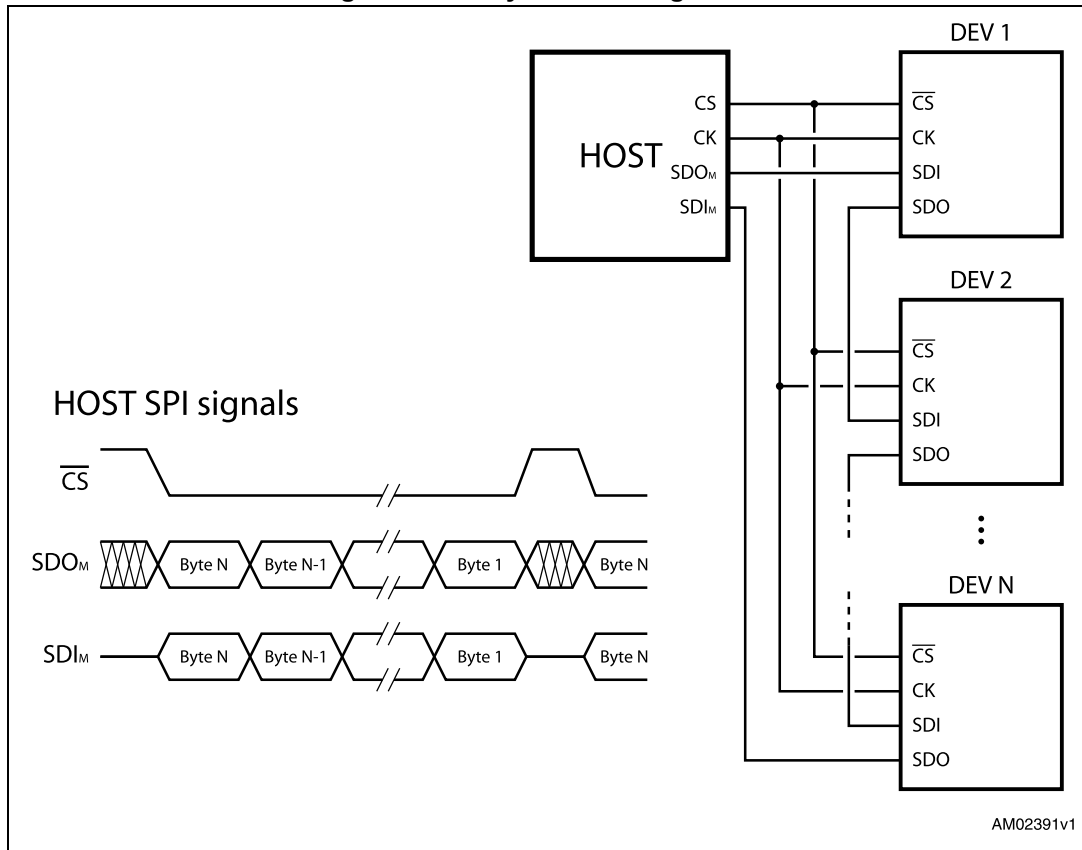 DEV 1
HOST
CS
CK
SDOM
SDIM
CS
CK
SDI
SDO
DEV 2
CS
CK
SDI
SDO
DEV N
CS
CK
SDI
SDO
HOST SPI signals
CS
SDOM Byte N Byte N-1 Byte 1 Byte N
SDIM Byte N Byte N-1 Byte 1 Byte N
AM02391v1